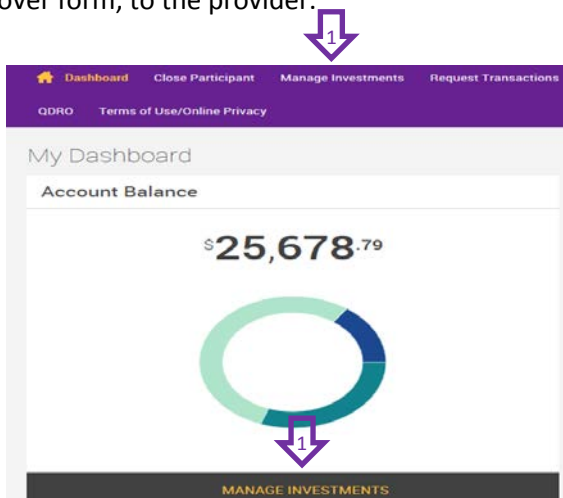 over form, to the provider.
1
Dashboard Close Participant Manage Investments Request Transactions
QDRO Terms of Use/Online Privacy
My Dashboard
Account Balance
$25,678.79
1
MANAGE INVESTMENTS